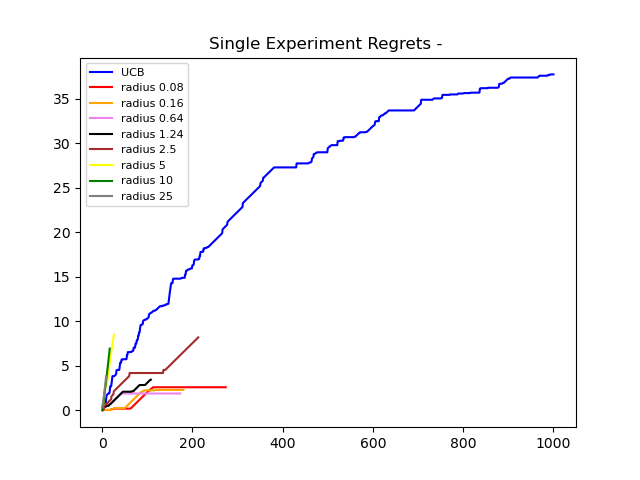 Single Experiment Regrets -
UCB
radius 0.08
radius 0.16
radius 0.64
radius 1.24
radius 2.5
radius 5
radius 10
radius 25
35
30
25
20
15
10
5
0
0 200 400 600 800 1000